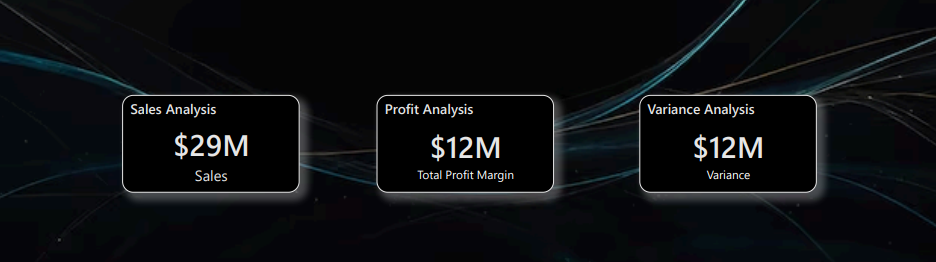 Sales Analysis
$29M
Sales
Profit Analysis
$12M
Total Profit Margin
Variance Analysis
$12M
Variance